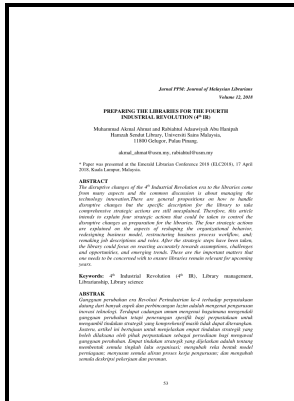 Jurnal PPM: Journal of Malaysian Librarians
Volume 12, 2018
PREPARING THE LIBRARIES FOR THE FOURTH
INDUSTRIAL REVOLUTION (4th IR)
Muhammad Akmal Ahmat and Rabiahtul Adaawiyah Abu Hanipah
Hamzah Sendut Library, Universiti Sains Malaysia,
11800 Gelugor, Pulau Pinang.
akmal_ahmat@usm.my, rabiahtul@usm.my
* Paper was presented at the Emerald Librarian Conference 2018 (ELC2018), 17 April
2018, Kuala Lumpur, Malaysia.
ABSTRACT
The disruptive changes of the 4th Industrial Revolution era to the libraries comes
from many aspects and the common discussion is about managing the
technology innovation.There are general propositions on how to handle
disruptive changes but the specific description for the library to take
comprehensive strategic actions are still unexplained. Therefore, this article
intends to explain four strategic actions that could be taken to control the
disruptive changes as preparation for the libraries. The four strategic actions
are explained on the aspects of reshaping the organizational behavior,
redesigning business model, restructuring business process workflow, and,
remaking job descriptions and roles. After the strategic steps have been taken,
the library could focus on reacting accurately towards assumptions, challenges
and opportunities, and emerging trends. These are the important matters that
one needs to be concerned with to ensure libraries remain relevant for upcoming
years.
Keywords: 4th Industrial Revolution (4th IR), Library management,
Librarianship, Library science
ABSTRAK
Gangguan perubahan era Revolusi Perindustrian ke-4 terhadap perpustakaan
datang dari banyak aspek dan perbincangan lazim adalah mengenai pengurusan
inovasi teknologi. Terdapat cadangan umum mengenai bagaimana mengendali
gangguan perubahan tetapi penerangan spesifik bagi perpustakaan untuk
mengambil tindakan strategik yang komprehensif masih tidak dapat diterangkan.
Justeru, artikel ini bertujuan untuk menjelaskan empat tindakan strategik yang
boleh dilaksana oleh pihak perpustakaan sebagai persediaan bagi mengawal
gangguan perubahan. Empat tindakan strategik yang dijelaskan adalah tentang
membentuk semula tingkah laku organisasi; mengubah reka bentuk model
perniagaan; menyusun semula aliran proses kerja pengurusan; dan mengubah
semula deskripsi pekerjaan dan peranan.
53